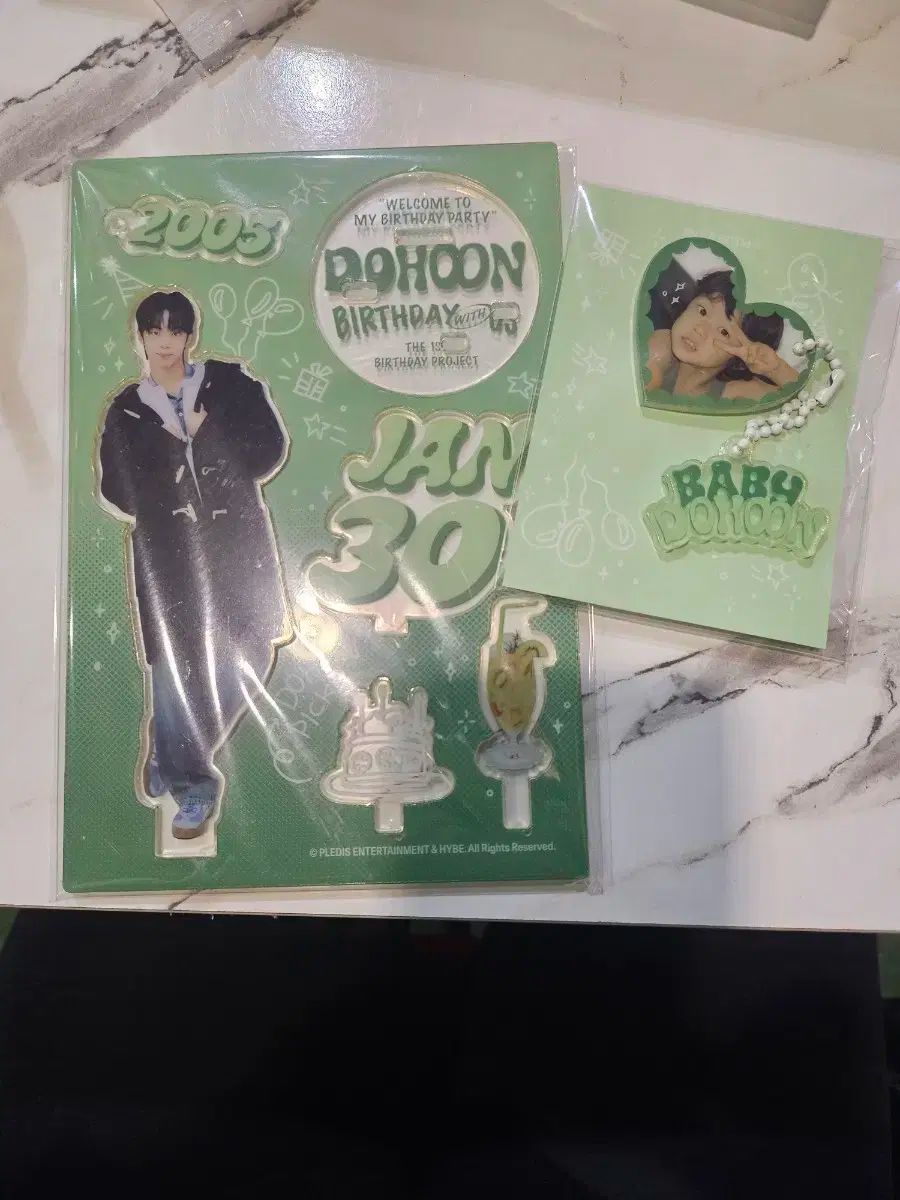 2005
"WELCOME TO
MY BIRTHDAY PARTY"
DOHOON
BIRTHDAY WITH US
THE 1ST
BIRTHDAY PROJECT
JAN
30
© PLEDIS ENTERTAINMENT & HYBE. All Rights Reserved.
BABY
DOHOON